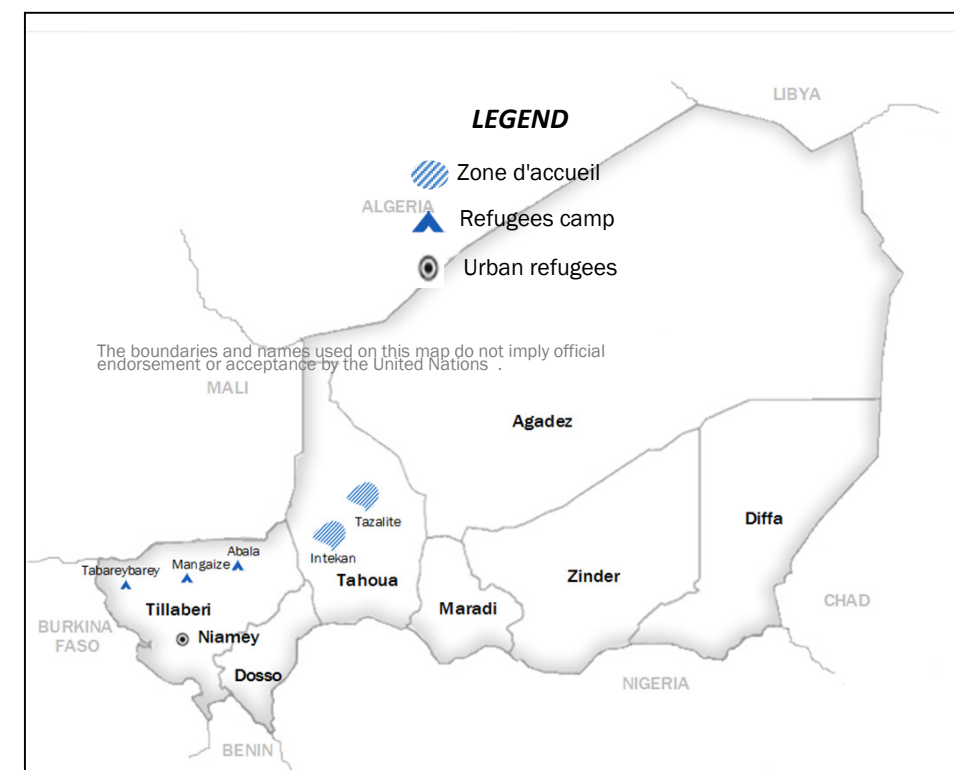 LIBYA
LEGEND
Zone d'accueil
ALGERIA
Refugees camp
Urban refugees
The boundaries and names used on this map do not imply official
endorsement or acceptance by the United Nations .
MALI
Agadez
Tazalite
Diffa
Intekan
Abala
Mangaize
Tabareybarey
Tahoua
Zinder
CHAD
Maradi
Tillaberi
BURKINA
FASO
Niamey
Dosso
NIGERIA
BENIN